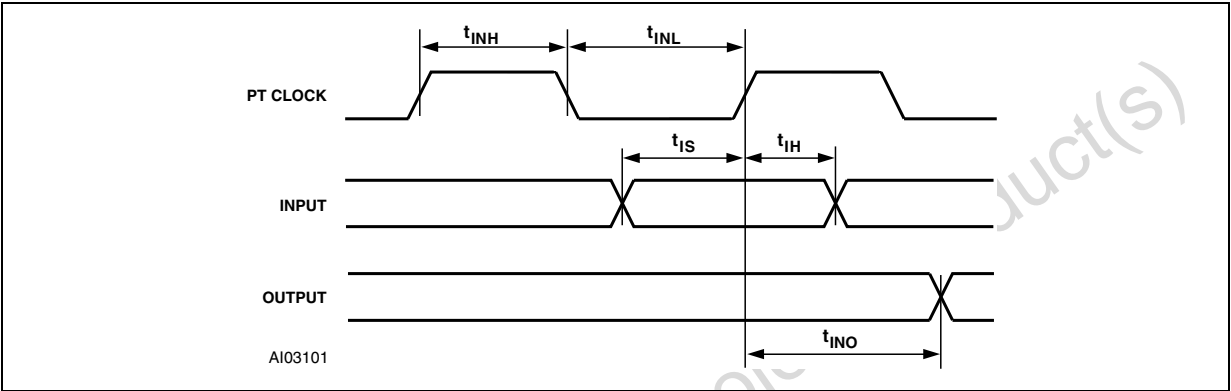 tINH tINL
PT CLOCK
tIS tIH
INPUT
OUTPUT
tINO
AI03101